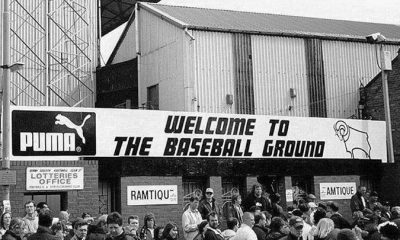 PUMA
WELCOME TO
THE BASEBALL GROUND
LOTTERIES
OFFICE
RAMTIQUE
RAMTIQUE